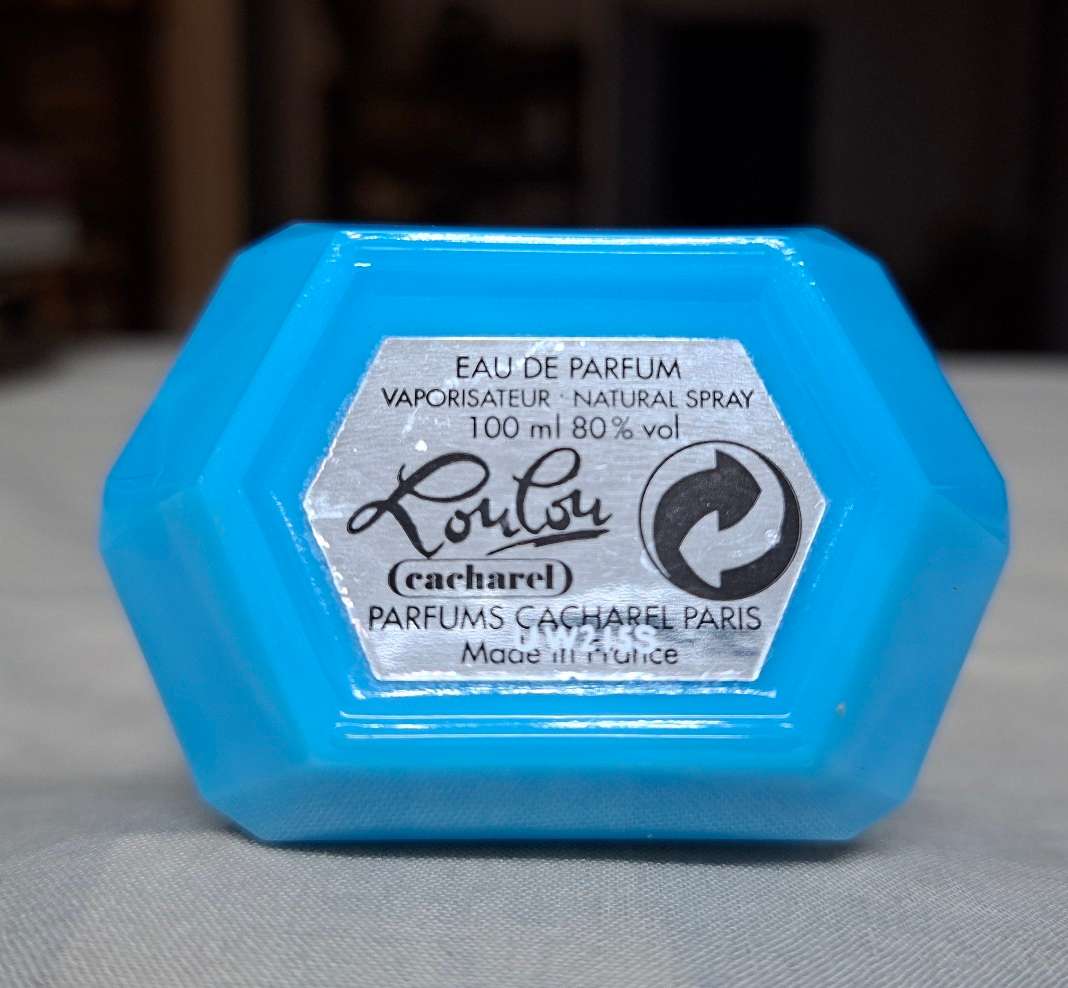 EAU DE PARFUM
VAPORISATEUR · NATURAL SPRAY
100 ml 80% vol
Loulou
cacharel
PARFUMS CACHAREL PARIS
Made in France